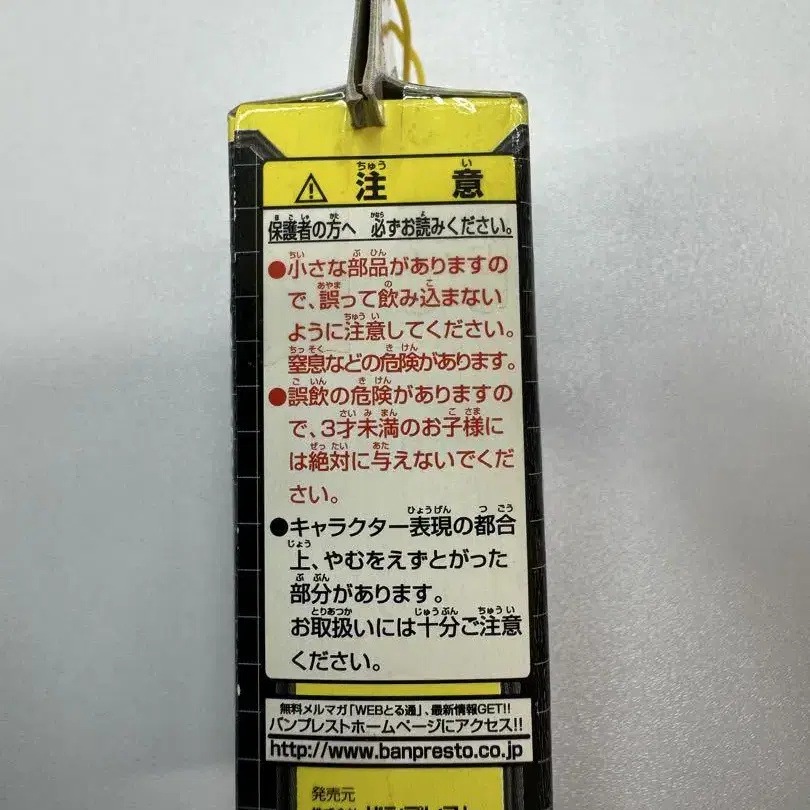 ⚠ 注意
保護者の方へ 必ずお読みください。
●小さな部品がありますの
で、誤って飲み込まない
ように注意してください。
窒息などの危険があります。
●誤飲の危険がありますの
で、3才未満のお子様に
は絶対に与えないでくだ
さい。
●キャラクター表現の都合
上、やむをえずとがった
部分があります。
お取扱いには十分ご注意
ください。
無料メルマガ「WEBとる通」、最新情報GET!!
バンプレストホームページにアクセス!!
http://www.banpresto.co.jp
発売元